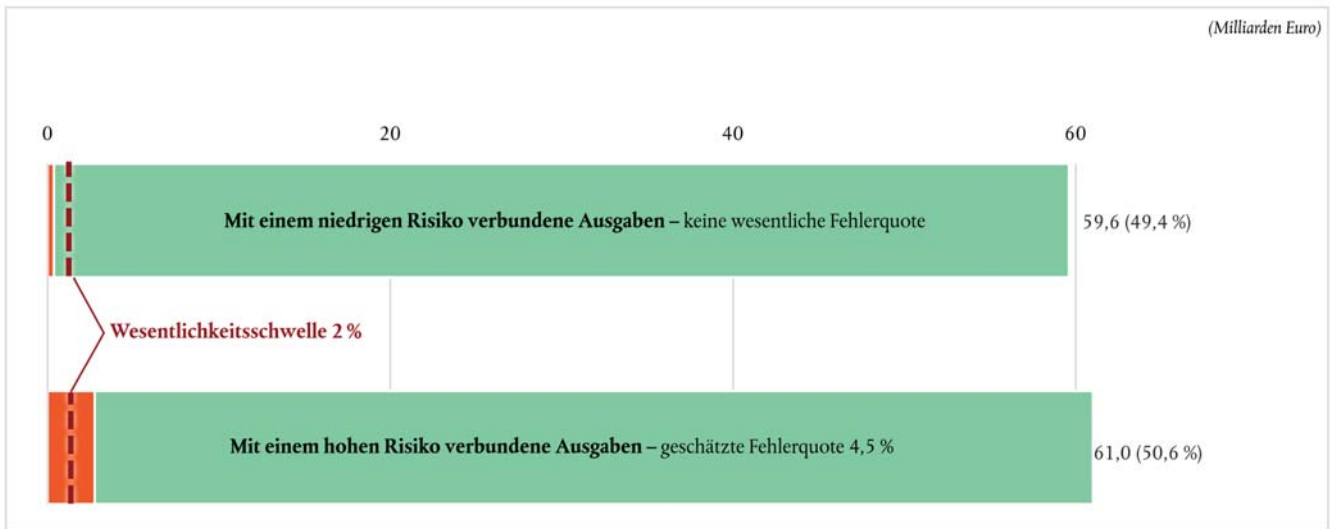 (Milliarden Euro)
0 20 40 60
Mit einem niedrigen Risiko verbundene Ausgaben – keine wesentliche Fehlerquote
59,6 (49,4 %)
Wesentlichkeitsschwelle 2 %
Mit einem hohen Risiko verbundene Ausgaben – geschätzte Fehlerquote 4,5 %
61,0 (50,6 %)